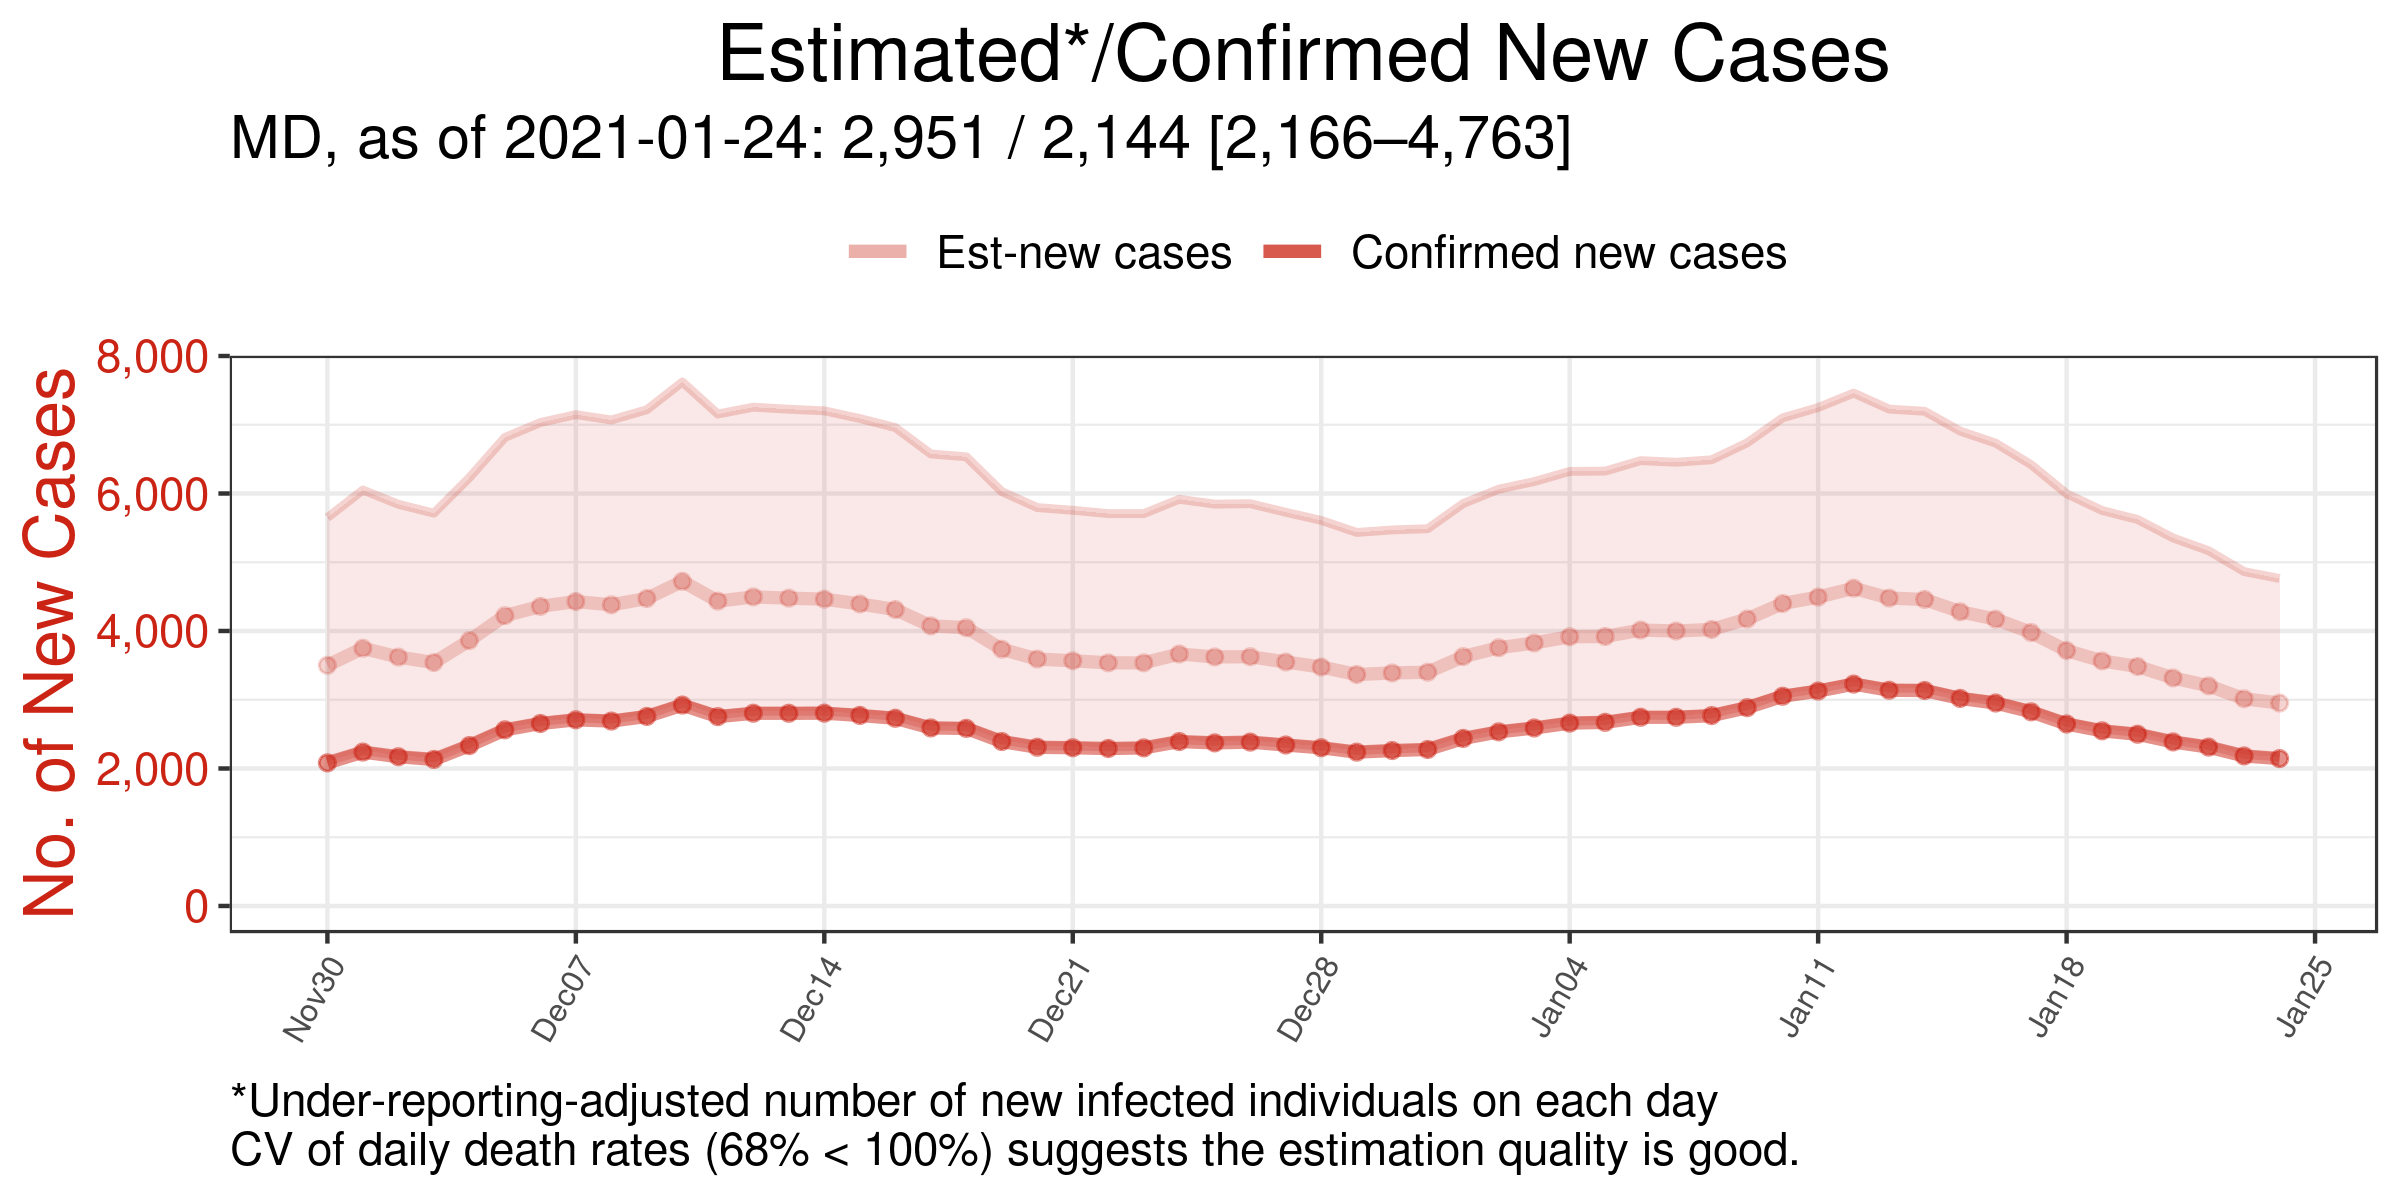 Estimated*/Confirmed New Cases
MD, as of 2021-01-24: 2,951 / 2,144 [2,166–4,763]
Est-new cases
Confirmed new cases
No. of New Cases
8,000
6,000
4,000
2,000
0
Nov30
Dec07
Dec14
Dec21
Dec28
Jan04
Jan11
Jan18
Jan25
*Under-reporting-adjusted number of new infected individuals on each day
CV of daily death rates (68% < 100%) suggests the estimation quality is good.